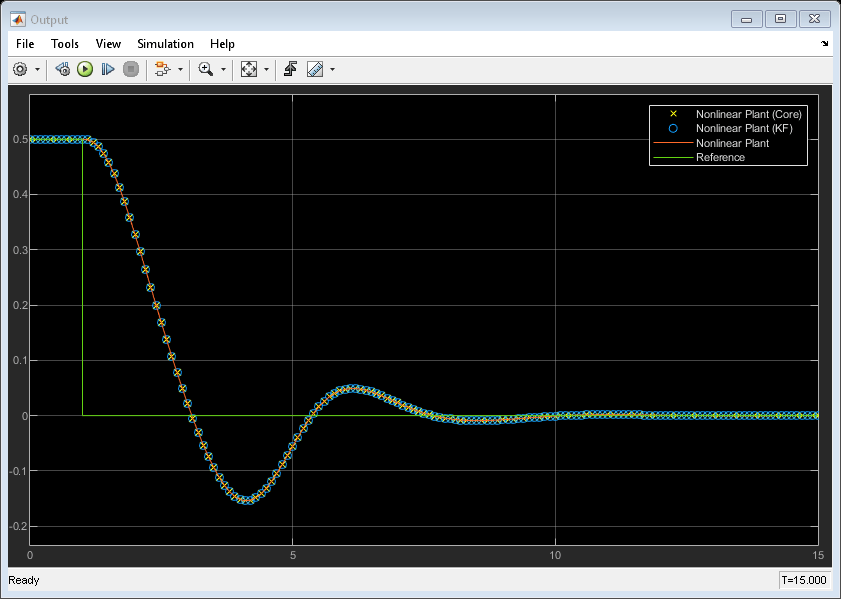 Output
File Tools View Simulation Help
Nonlinear Plant (Core)
Nonlinear Plant (KF)
Nonlinear Plant
Reference
0.5
0.4
0.3
0.2
0.1
0
-0.1
-0.2
0 5 10 15
Ready T=15.000